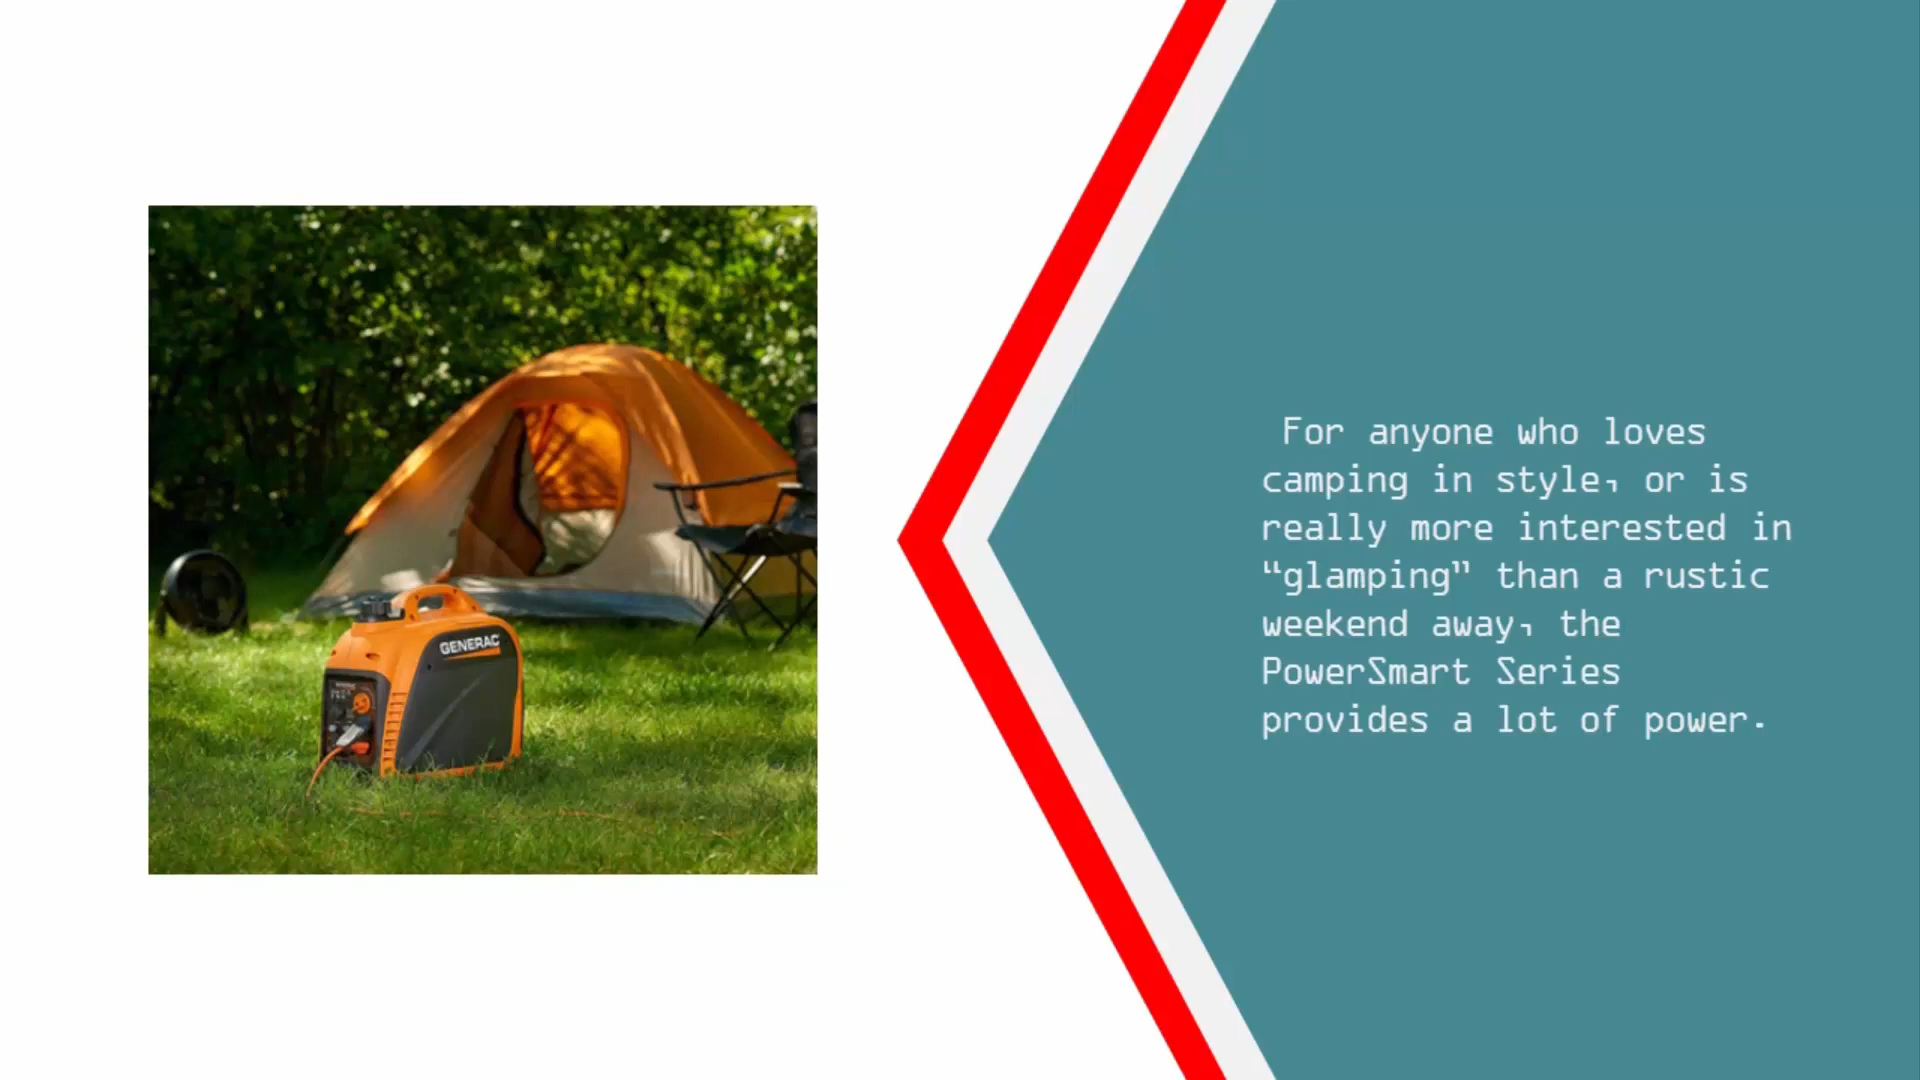 GENERAC
For anyone who loves
camping in style, or is
really more interested in
“glamping” than a rustic
weekend away, the
PowerSmart Series
provides a lot of power.